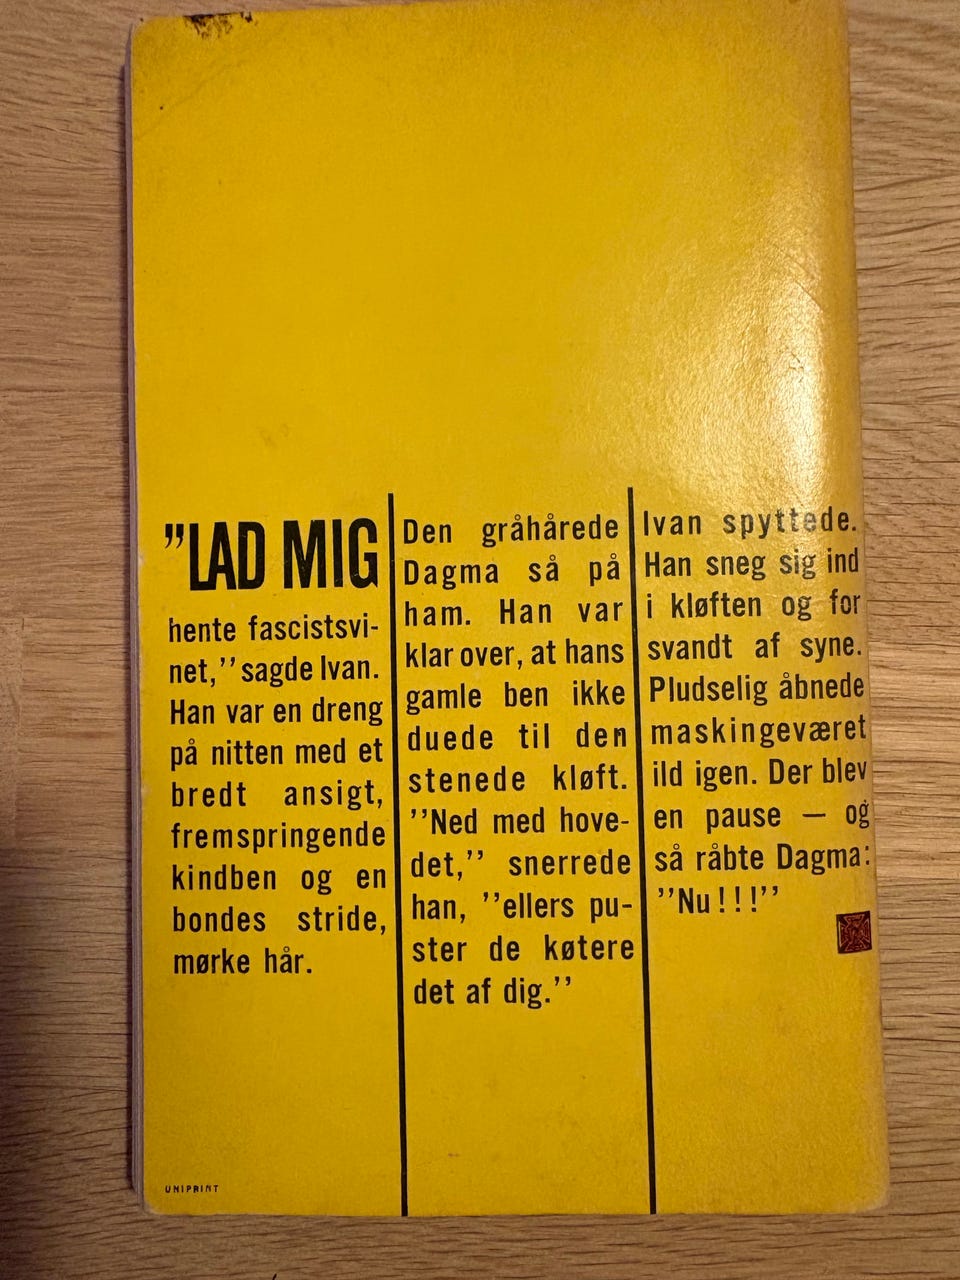 ”LAD MIG
hente fascistsvi-
net,” sagde Ivan.
Han var en dreng
på nitten med et
bredt ansigt,
fremspringende
kindben og en
bondes stride,
mørke hår.
Den gråhårede
Dagma så på
ham. Han var
klar over, at hans
gamle ben ikke
duede til den
stenede kløft.
”Ned med hove-
det,” snerrede
han, ”ellers pu-
ster de køtere
det af dig.”
Ivan spyttede.
Han sneg sig ind
i kløften og for
svandt af syne.
Pludselig åbnede
maskingeværet
ild igen. Der blev
en pause — og
så råbte Dagma:
”Nu!!!”
UNIPRINT